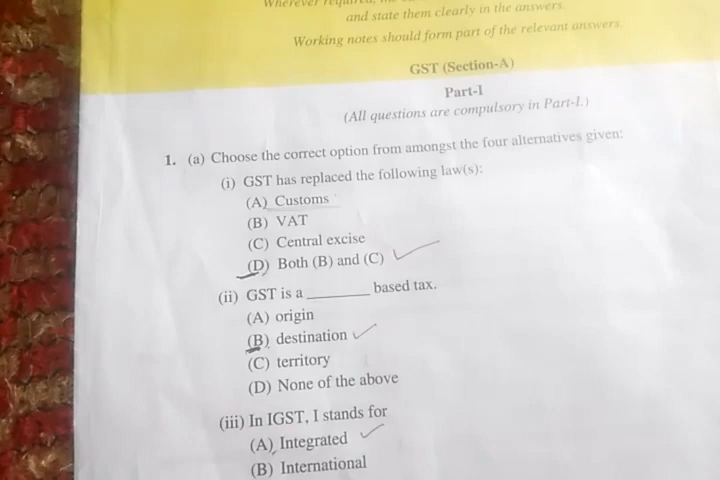 Wherever
and state them clearly in the answers.
Working notes should form part of the relevant answers.
GST (Section-A)
Part-I
(All questions are compulsory in Part-I.)
1. (a) Choose the correct option from amongst the four alternatives given:
(i) GST has replaced the following law(s):
(A) Customs
(B) VAT
(C) Central excise
(D) Both (B) and (C)
(ii) GST is a ________ based tax.
(A) origin
(B) destination
(C) territory
(D) None of the above
(iii) In IGST, I stands for
(A) Integrated
(B) International